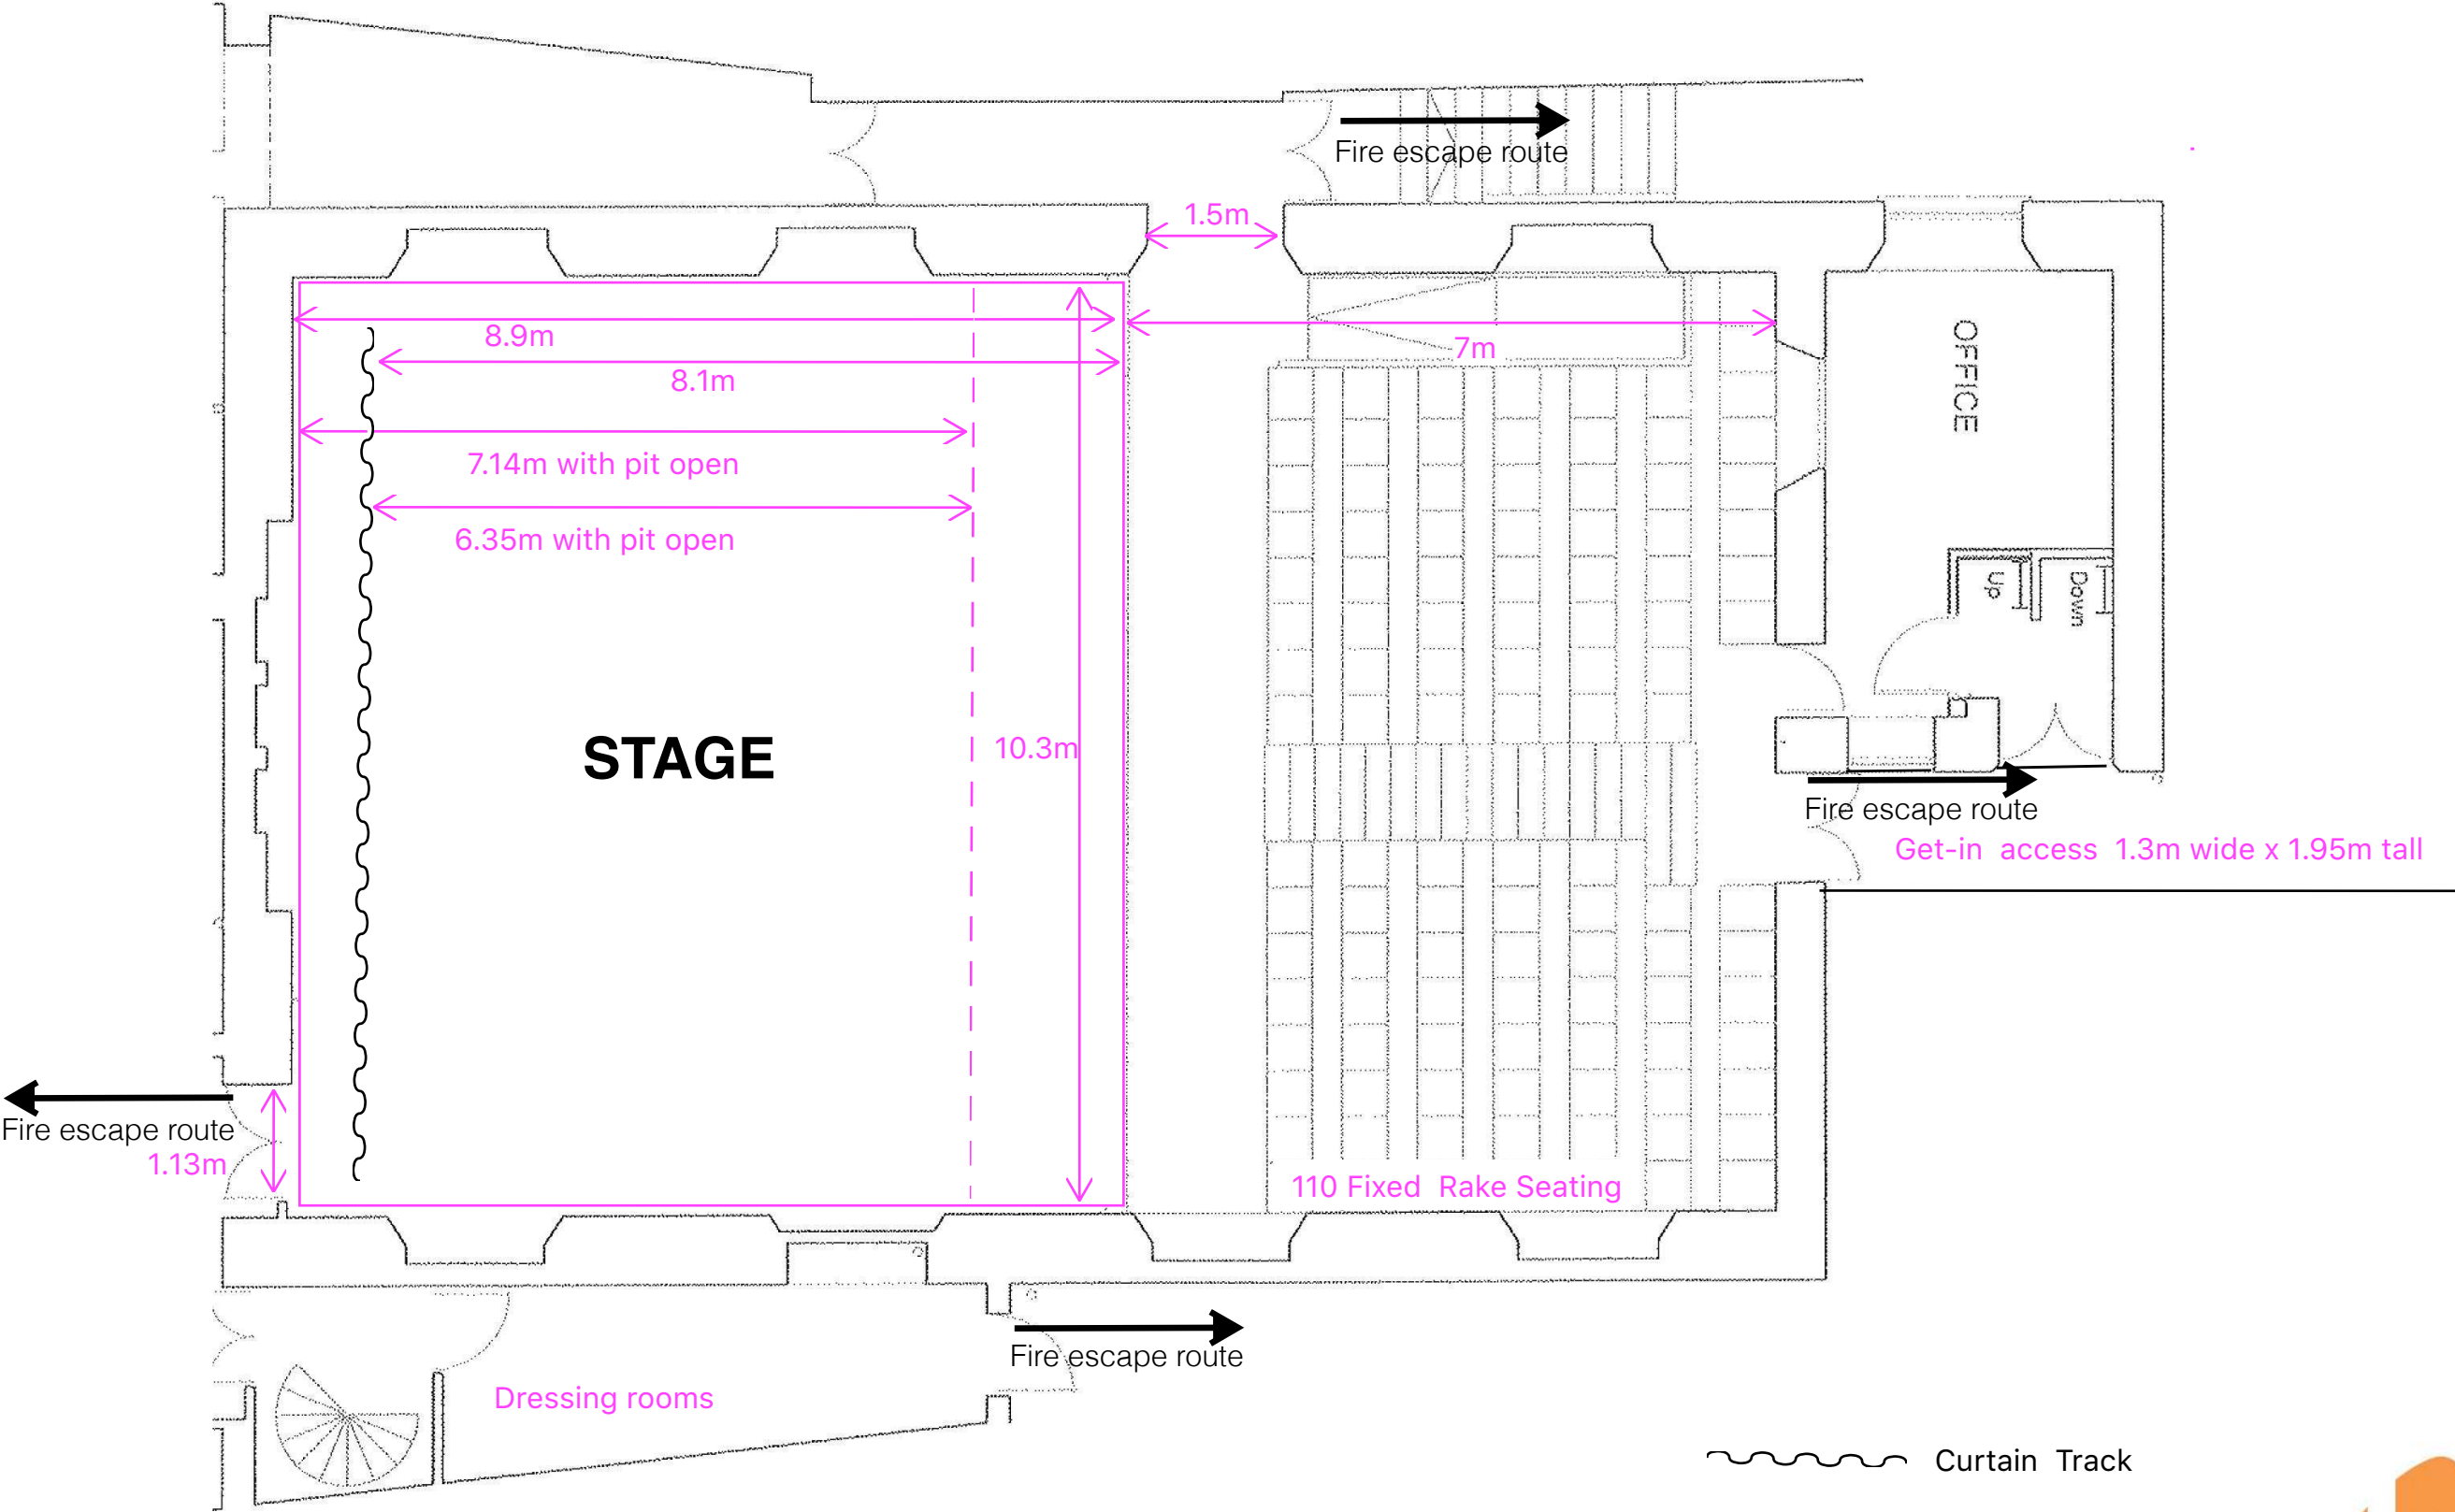 Fire escape route
1.5m
8.9m
7m
8.1m
OFFICE
7.14m with pit open
6.35m with pit open
Up
Down
STAGE
10.3m
Fire escape route
Get-in access 1.3m wide x 1.95m tall
Fire escape route
1.13m
110 Fixed Rake Seating
Fire escape route
Dressing rooms
Curtain Track